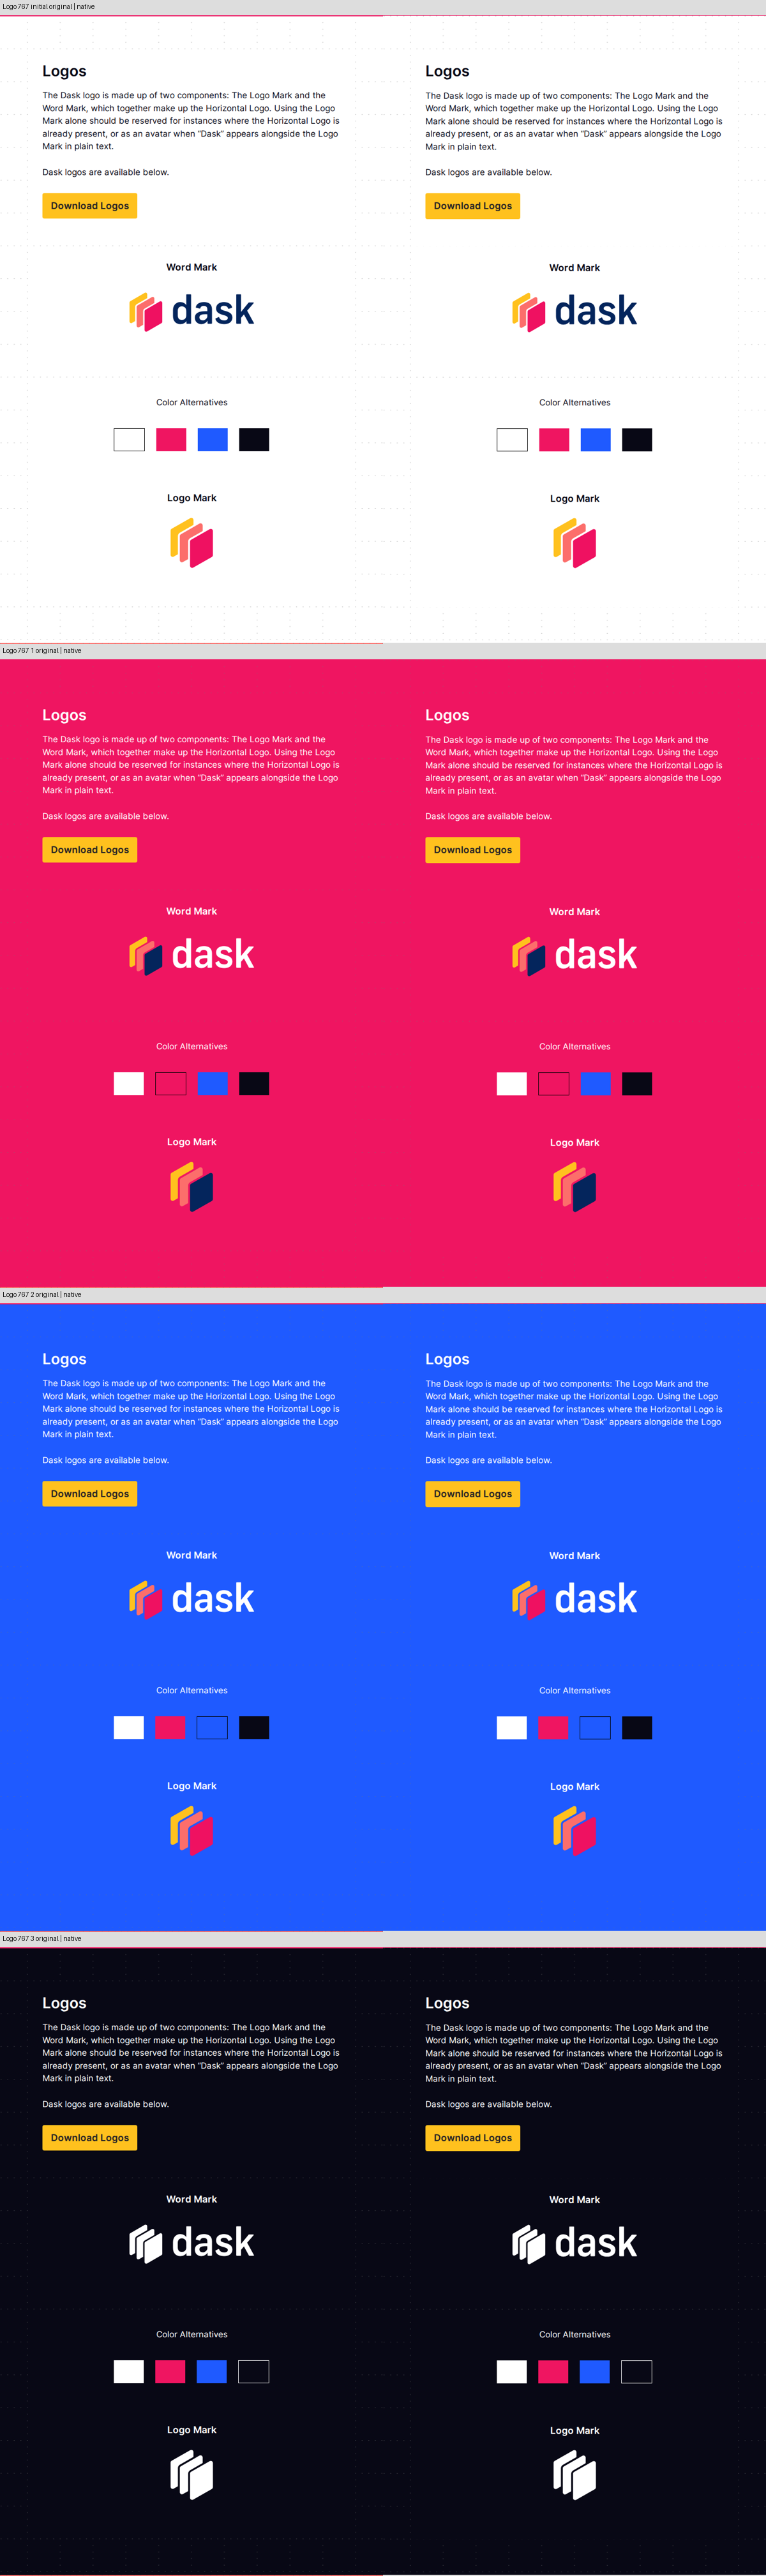 Logo 767 initial original | native
Logos
The Dask logo is made up of two components: The Logo Mark and the
Word Mark, which together make up the Horizontal Logo. Using the Logo
Mark alone should be reserved for instances where the Horizontal Logo is
already present, or as an avatar when “Dask” appears alongside the Logo
Mark in plain text.
Dask logos are available below.
Download Logos
Word Mark
dask
Color Alternatives
Logo Mark
Logos
The Dask logo is made up of two components: The Logo Mark and the
Word Mark, which together make up the Horizontal Logo. Using the Logo
Mark alone should be reserved for instances where the Horizontal Logo is
already present, or as an avatar when “Dask” appears alongside the Logo
Mark in plain text.
Dask logos are available below.
Download Logos
Word Mark
dask
Color Alternatives
Logo Mark
Logo 767 1 original | native
Logos
The Dask logo is made up of two components: The Logo Mark and the
Word Mark, which together make up the Horizontal Logo. Using the Logo
Mark alone should be reserved for instances where the Horizontal Logo is
already present, or as an avatar when “Dask” appears alongside the Logo
Mark in plain text.
Dask logos are available below.
Download Logos
Word Mark
dask
Color Alternatives
Logo Mark
Logos
The Dask logo is made up of two components: The Logo Mark and the
Word Mark, which together make up the Horizontal Logo. Using the Logo
Mark alone should be reserved for instances where the Horizontal Logo is
already present, or as an avatar when “Dask” appears alongside the Logo
Mark in plain text.
Dask logos are available below.
Download Logos
Word Mark
dask
Color Alternatives
Logo Mark
Logo 767 2 original | native
Logos
The Dask logo is made up of two components: The Logo Mark and the
Word Mark, which together make up the Horizontal Logo. Using the Logo
Mark alone should be reserved for instances where the Horizontal Logo is
already present, or as an avatar when “Dask” appears alongside the Logo
Mark in plain text.
Dask logos are available below.
Download Logos
Word Mark
dask
Color Alternatives
Logo Mark
Logos
The Dask logo is made up of two components: The Logo Mark and the
Word Mark, which together make up the Horizontal Logo. Using the Logo
Mark alone should be reserved for instances where the Horizontal Logo is
already present, or as an avatar when “Dask” appears alongside the Logo
Mark in plain text.
Dask logos are available below.
Download Logos
Word Mark
dask
Color Alternatives
Logo Mark
Logo 767 3 original | native
Logos
The Dask logo is made up of two components: The Logo Mark and the
Word Mark, which together make up the Horizontal Logo. Using the Logo
Mark alone should be reserved for instances where the Horizontal Logo is
already present, or as an avatar when “Dask” appears alongside the Logo
Mark in plain text.
Dask logos are available below.
Download Logos
Word Mark
dask
Color Alternatives
Logo Mark
Logos
The Dask logo is made up of two components: The Logo Mark and the
Word Mark, which together make up the Horizontal Logo. Using the Logo
Mark alone should be reserved for instances where the Horizontal Logo is
already present, or as an avatar when “Dask” appears alongside the Logo
Mark in plain text.
Dask logos are available below.
Download Logos
Word Mark
dask
Color Alternatives
Logo Mark